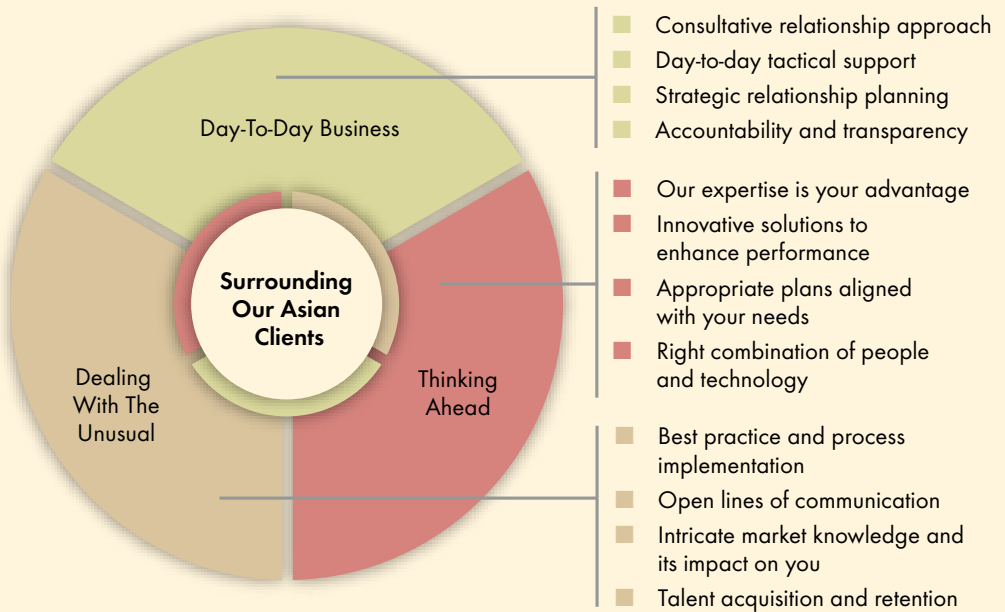 Day-To-Day Business
Surrounding
Our Asian
Clients
Dealing
With The
Unusual
Thinking
Ahead
Consultative relationship approach
Day-to-day tactical support
Strategic relationship planning
Accountability and transparency
Our expertise is your advantage
Innovative solutions to
enhance performance
Appropriate plans aligned
with your needs
Right combination of people
and technology
Best practice and process
implementation
Open lines of communication
Intricate market knowledge and
its impact on you
Talent acquisition and retention